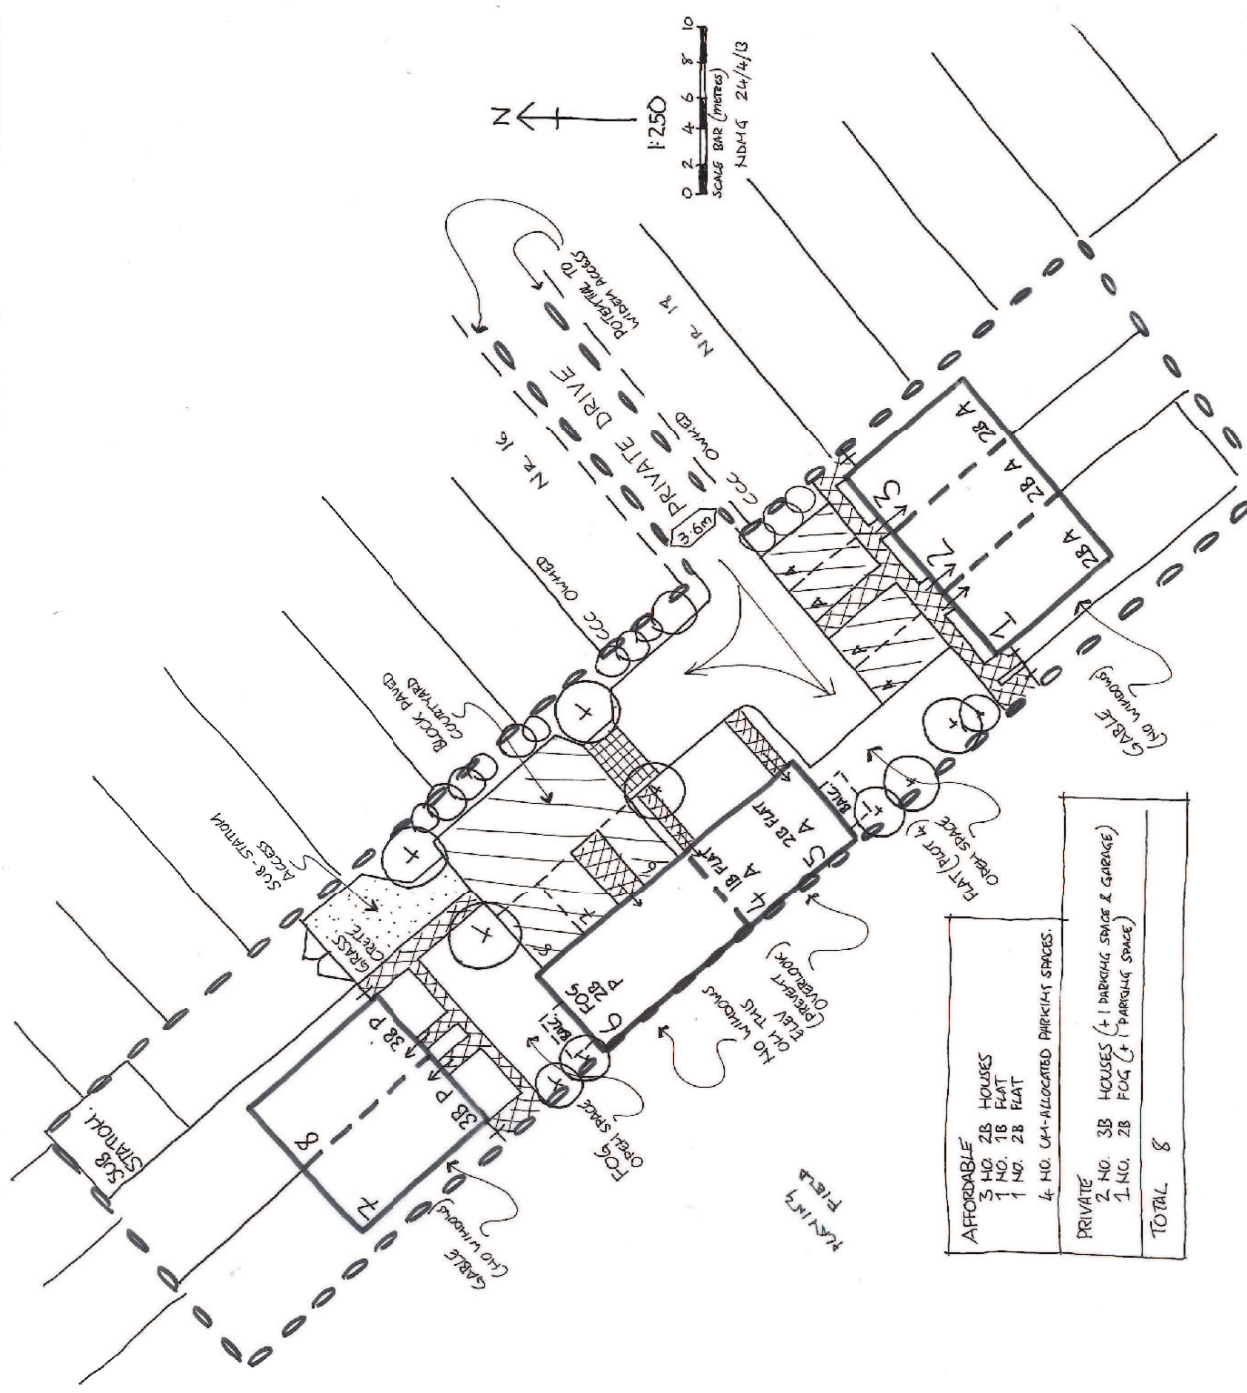 N
1:250
0 2 4 6 8 10
SCALE BAR (METRES)
NDMG 24/4/13
POTENTIAL TO
WIDEN ACCESS
PRIVATE DRIVE
NR. 16
NR. 18
CCC OWNED
CCC OWNED
3.6m
BLOCK PAVED
COURTYARD
SUB-STATION
ACCESS
GRASS
CRETE
SUB
STATION!
8
3B P
7
3B P
GABLE
(NO WINDOWS)
FOG
OPEN SPACE
BALC!
6
FOG
2B
P
8
7
6
4
1B FLAT
A
5
2B FLAT
A
BALC!
NO WINDOWS
ON THIS
ELEV
(PREVENT
OVERLOOK)
FLAT (PLOT 4)
OPEN SPACE
A
A
A
A
1
2B A
2
2B A
3
2B A
GABLE
(NO WINDOWS)
PLAYING
FIELD
AFFORDABLE
3 NO. 2B HOUSES
1 NO. 1B FLAT
1 NO. 2B FLAT
4 NO. UN-ALLOCATED PARKING SPACES.
PRIVATE
2 NO. 3B HOUSES (+1 PARKING SPACE & GARAGE)
1 NO. 2B FOG (+1 PARKING SPACE)
TOTAL 8